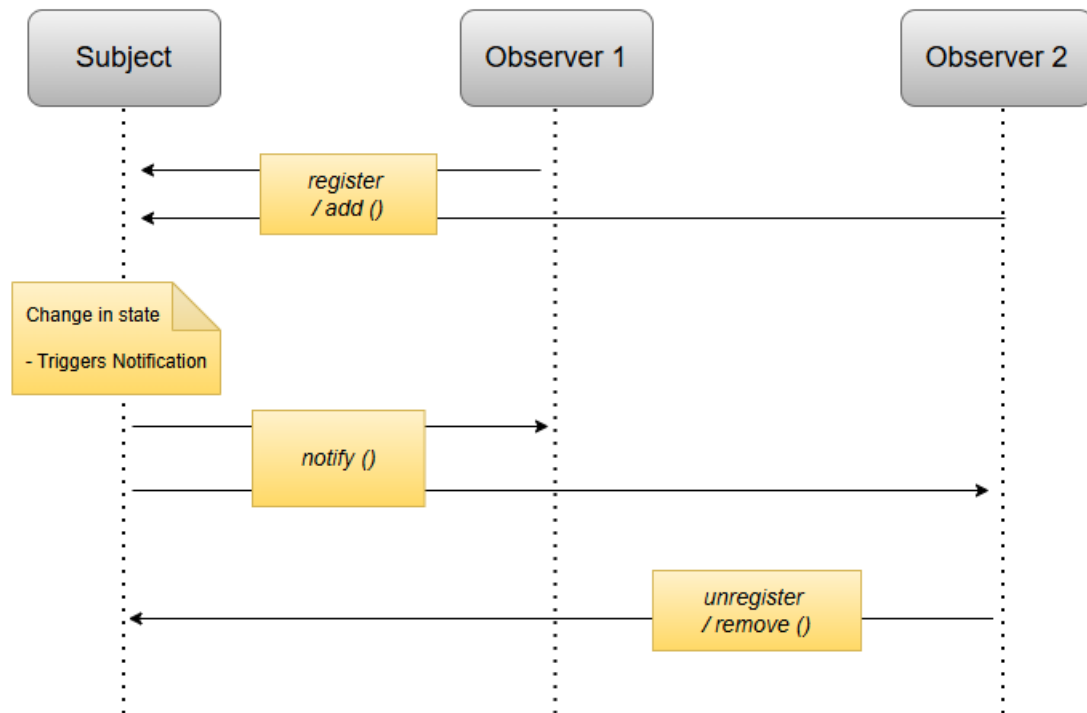 Subject
Observer 1
Observer 2
register
/ add ()
Change in state
- Triggers Notification
notify ()
unregister
/ remove ()